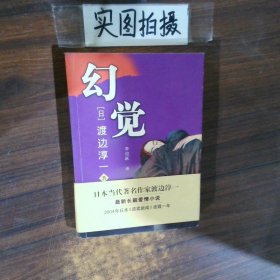 实图拍摄
幻觉
[日] 渡边淳一 著
日本当代著名作家渡边淳一
最新长篇爱情小说